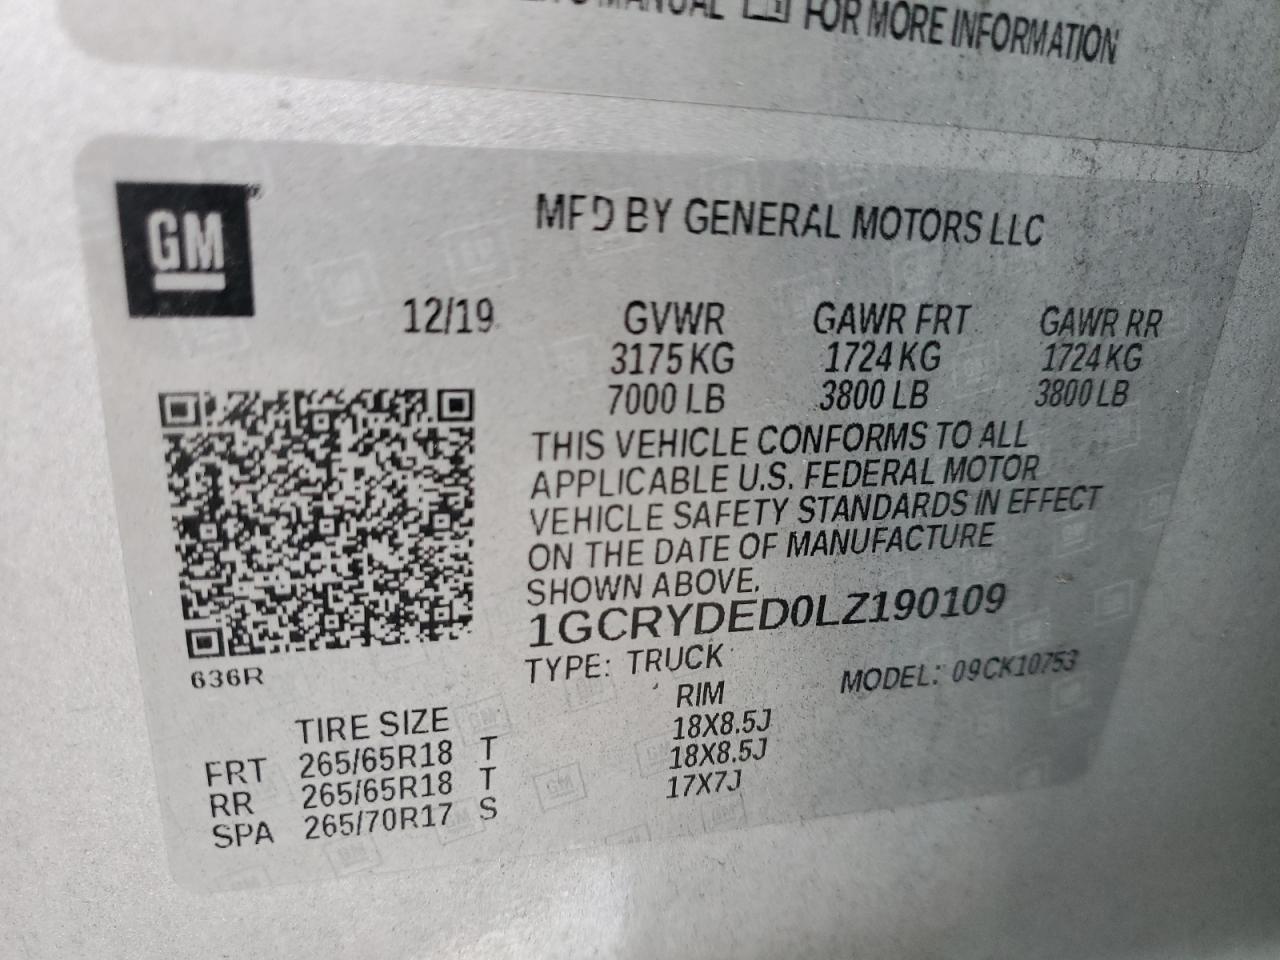 MANUAL FOR MORE INFORMATION
GM
MFD BY GENERAL MOTORS LLC
12/19 GVWR GAWR FRT GAWR RR
3175 KG 1724 KG 1724 KG
7000 LB 3800 LB 3800 LB
THIS VEHICLE CONFORMS TO ALL
APPLICABLE U.S. FEDERAL MOTOR
VEHICLE SAFETY STANDARDS IN EFFECT
ON THE DATE OF MANUFACTURE
SHOWN ABOVE.
1GCRYDED0LZ190109
636R
TYPE: TRUCK MODEL: 09CK10753
TIRE SIZE RIM
FRT 265/65R18 T 18X8.5J
RR 265/65R18 T 18X8.5J
SPA 265/70R17 S 17X7J